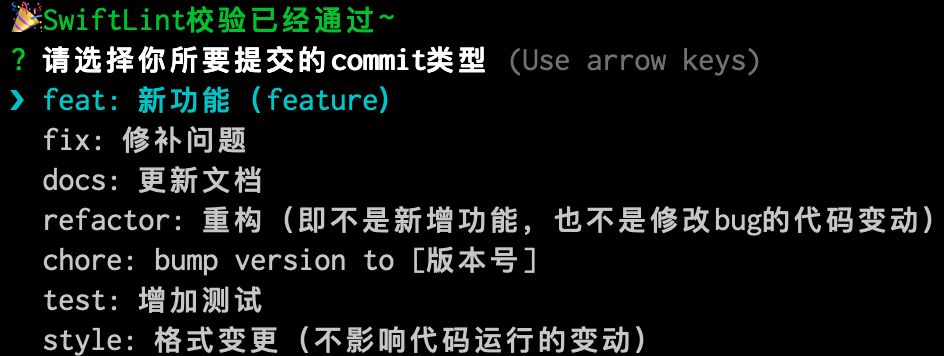 🎉SwiftLint校验已经通过~
? 请选择你所要提交的commit类型 (Use arrow keys)
❯ feat: 新功能 (feature)
fix: 修补问题
docs: 更新文档
refactor: 重构 (即不是新增功能, 也不是修改bug的代码变动)
chore: bump version to [版本号]
test: 增加测试
style: 格式变更 (不影响代码运行的变动)